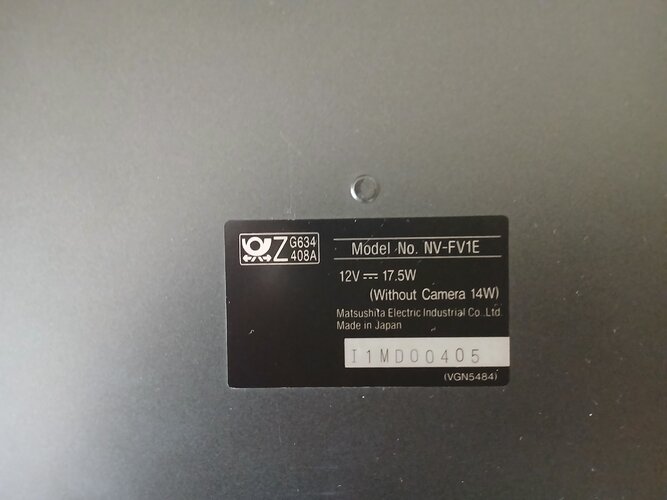 Z G634 408A
Model No. NV-FV1E
12V ⎓ 17.5W
(Without Camera 14W)
Matsushita Electric Industrial Co.,Ltd.
Made in Japan
I1MD00405
(VGN5484)